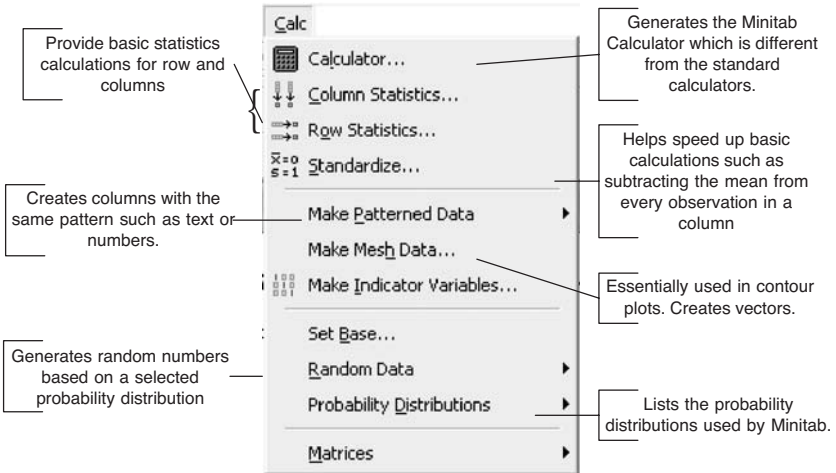 Calc
Calculator...
Column Statistics...
Row Statistics...
x̄=0
s=1
Standardize...
Make Patterned Data
Make Mesh Data...
Make Indicator Variables...
Set Base...
Random Data
Probability Distributions
Matrices
Provide basic statistics
calculations for row and
columns
Creates columns with the
same pattern such as text or
numbers.
Generates random numbers
based on a selected
probability distribution
Generates the Minitab
Calculator which is different
from the standard
calculators.
Helps speed up basic
calculations such as
subtracting the mean from
every observation in a
column
Essentially used in contour
plots. Creates vectors.
Lists the probability
distributions used by Minitab.